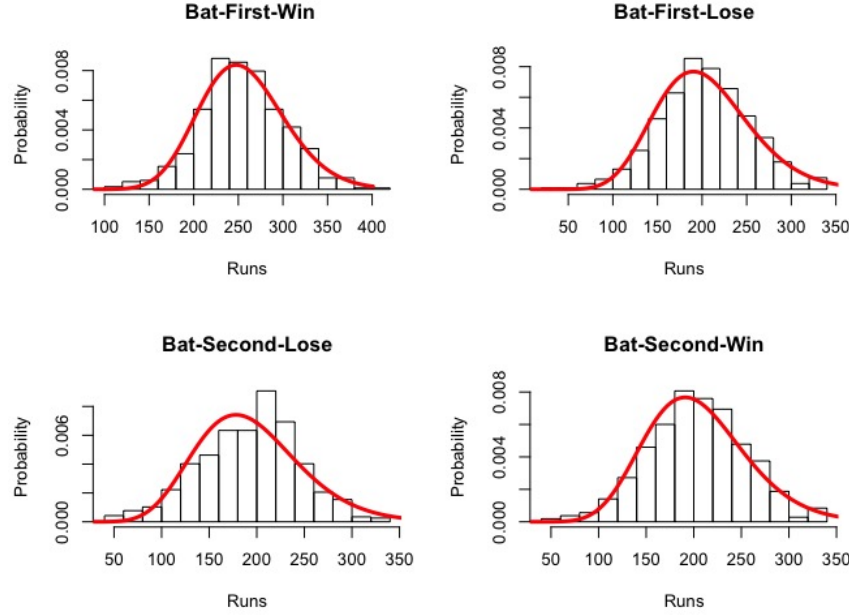 Bat-First-Win
Probability
0.000 0.004 0.008
100 150 200 250 300 350 400
Runs
Bat-First-Lose
Probability
0.000 0.004 0.008
50 100 150 200 250 300 350
Runs
Bat-Second-Lose
Probability
0.000 0.006
50 100 150 200 250 300 350
Runs
Bat-Second-Win
Probability
0.000 0.004 0.008
50 100 150 200 250 300 350
Runs